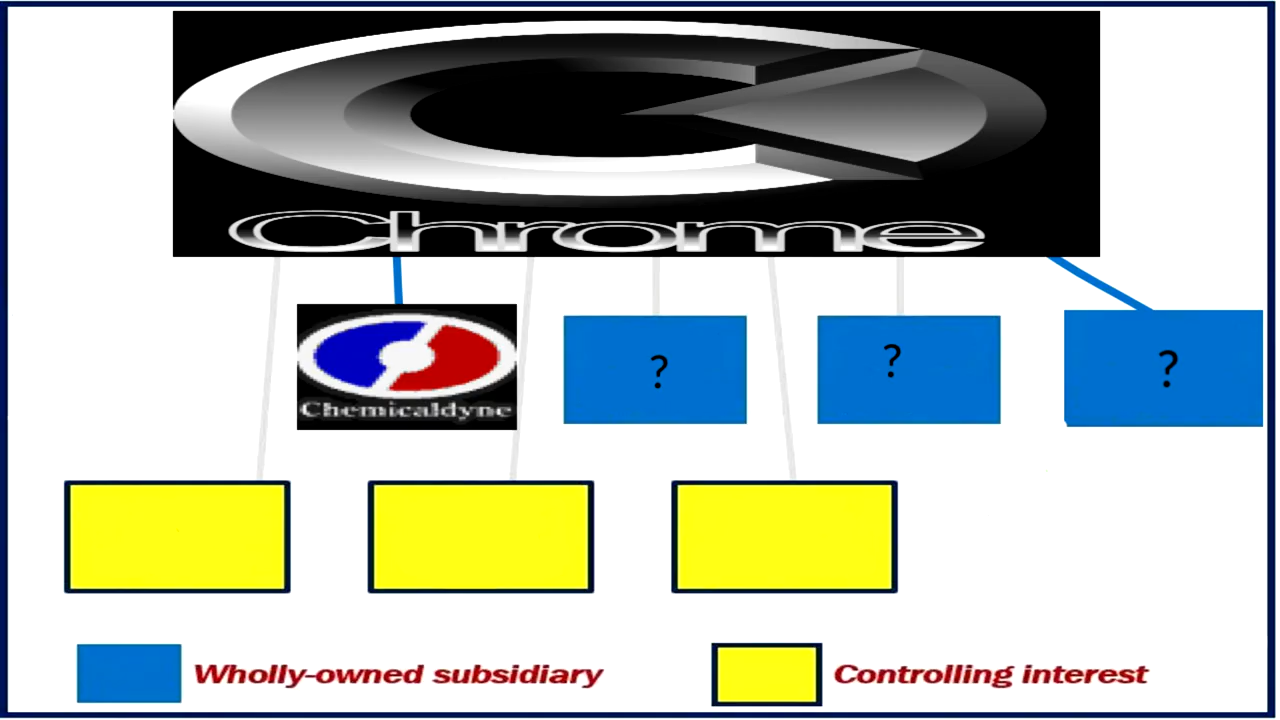 Chrome
Chemicaldyne
?
?
?
Wholly-owned subsidiary
Controlling interest